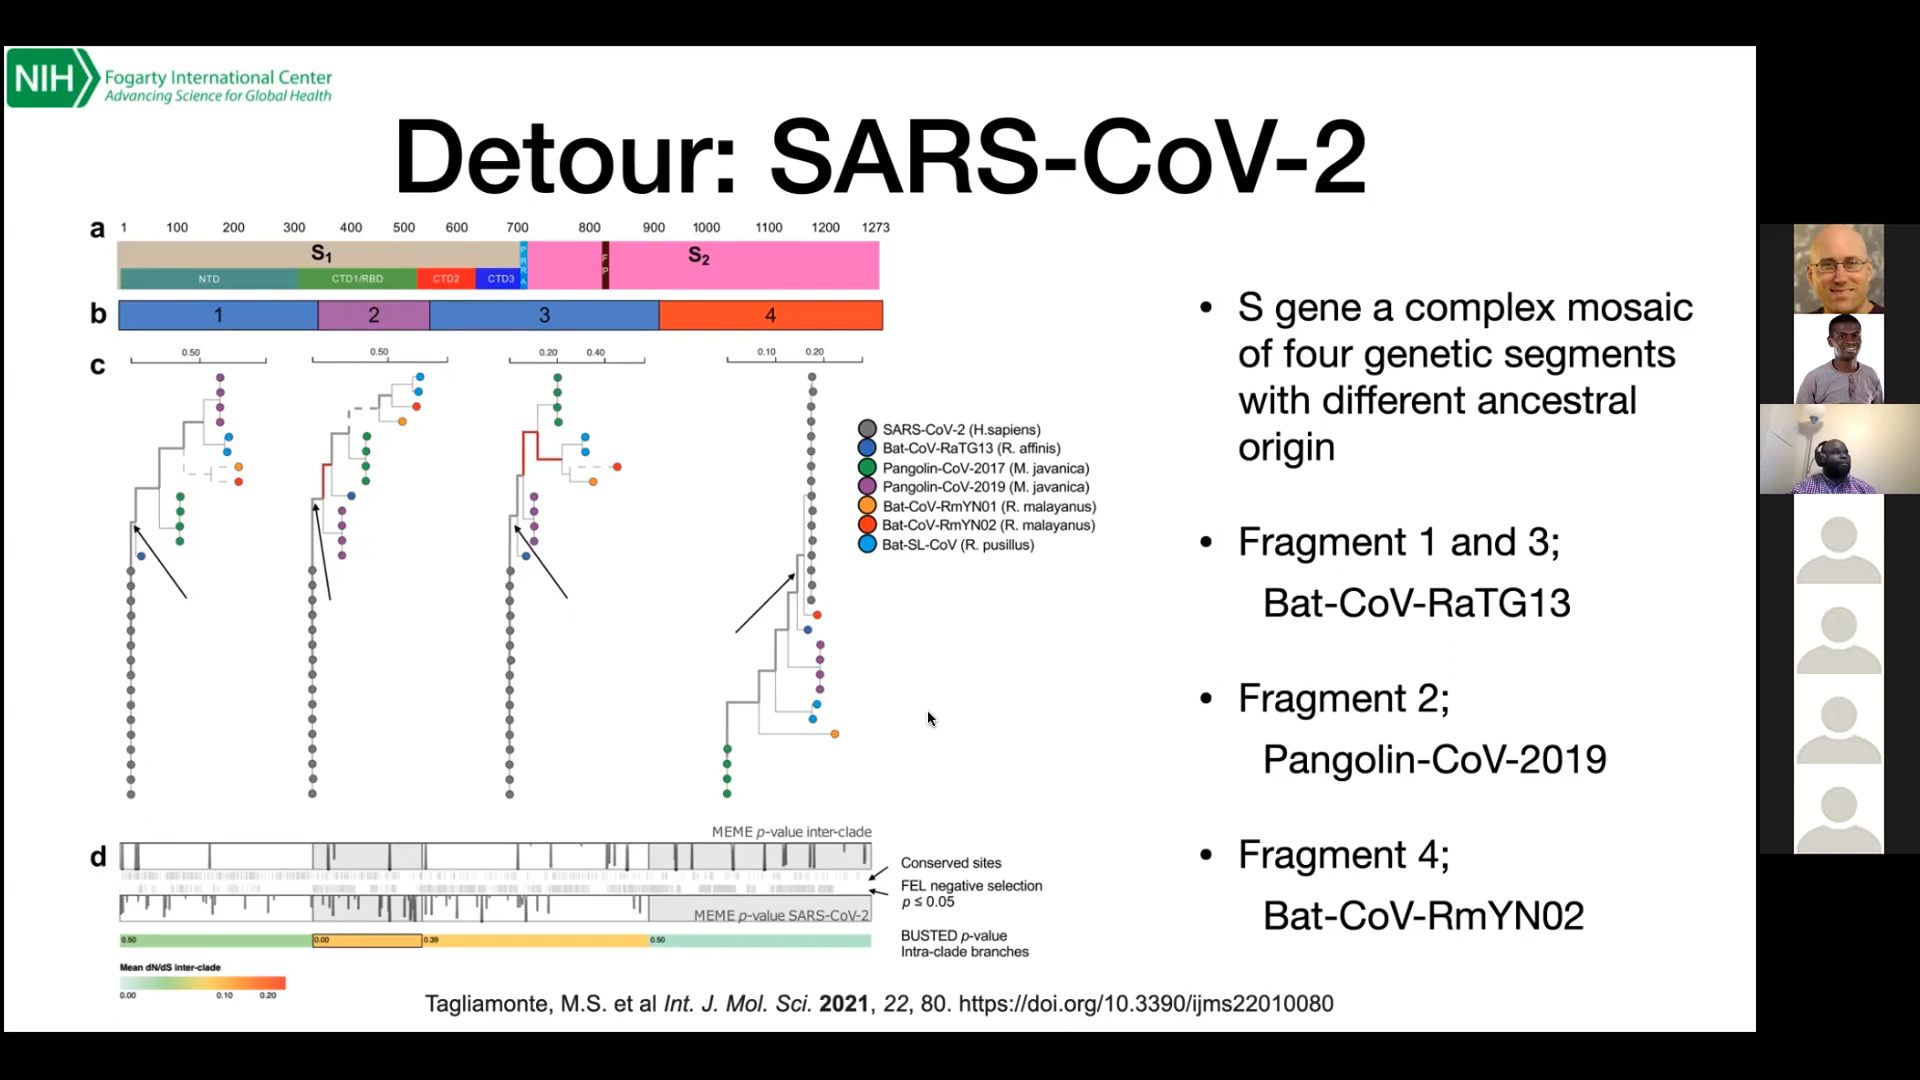 NIH Fogarty International Center
Advancing Science for Global Health
Detour: SARS-CoV-2
a
1 100 200 300 400 500 600 700 800 900 1000 1100 1200 1273
S1
S2
PRRA
FP
NTD
CTD1/RBD
CTD2
CTD3
b
1 2 3 4
c
0.50
0.50
0.20 0.40
0.10 0.20
SARS-CoV-2 (H.sapiens)
Bat-CoV-RaTG13 (R. affinis)
Pangolin-CoV-2017 (M. javanica)
Pangolin-CoV-2019 (M. javanica)
Bat-CoV-RmYN01 (R. malayanus)
Bat-CoV-RmYN02 (R. malayanus)
Bat-SL-CoV (R. pusillus)
d
MEME p-value inter-clade
Conserved sites
FEL negative selection
p ≤ 0.05
MEME p-value SARS-CoV-2
0.50 0.00 0.39 0.50
BUSTED p-value
Intra-clade branches
Mean dN/dS inter-clade
0.00 0.10 0.20
• S gene a complex mosaic
of four genetic segments
with different ancestral
origin
• Fragment 1 and 3;
Bat-CoV-RaTG13
• Fragment 2;
Pangolin-CoV-2019
• Fragment 4;
Bat-CoV-RmYN02
Tagliamonte, M.S. et al Int. J. Mol. Sci. 2021, 22, 80. https://doi.org/10.3390/ijms22010080